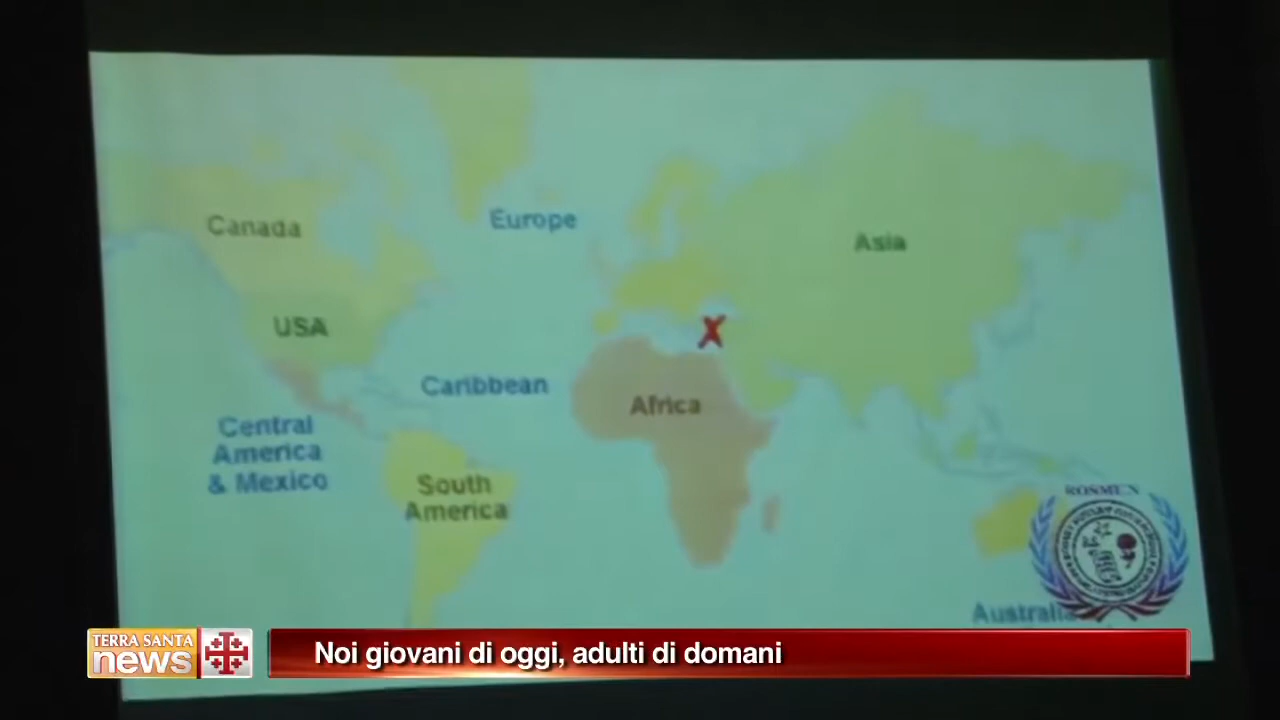 Canada
Europe
Asia
USA
Caribbean
Africa
Central
America
& Mexico
South
America
ROSMUN
Australia
TERRA SANTA
news
Noi giovani di oggi, adulti di domani